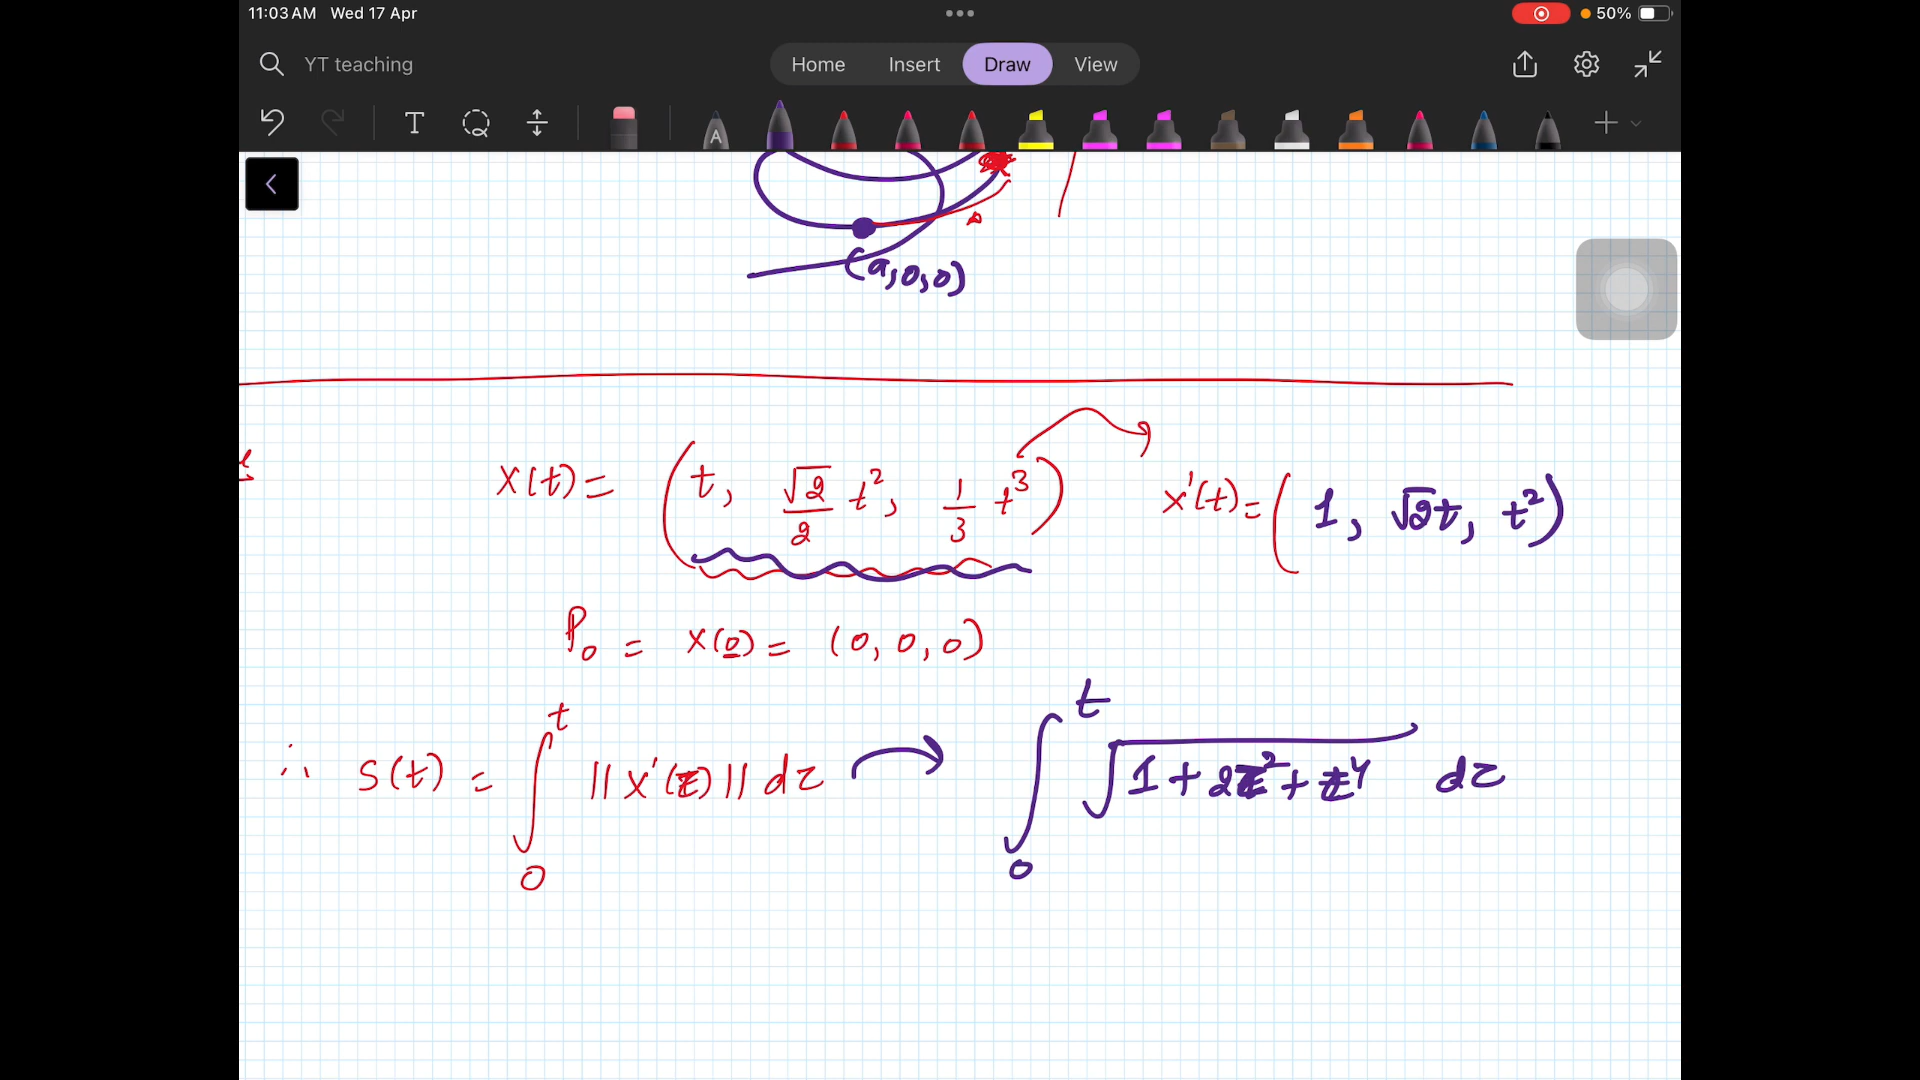 11:03 AM Wed 17 Apr
50%
YT teaching
Home Insert Draw View
T
A
(a,0,0)
X(t) = (t, √2/2 t², 1/3 t³) X'(t) = (1, √2t, t²)
P₀ = X(0) = (0, 0, 0)
∴ S(t) = ∫₀ᵗ ||X'(z)|| dz → ∫₀ᵗ √(1 + 2z² + z⁴) dz